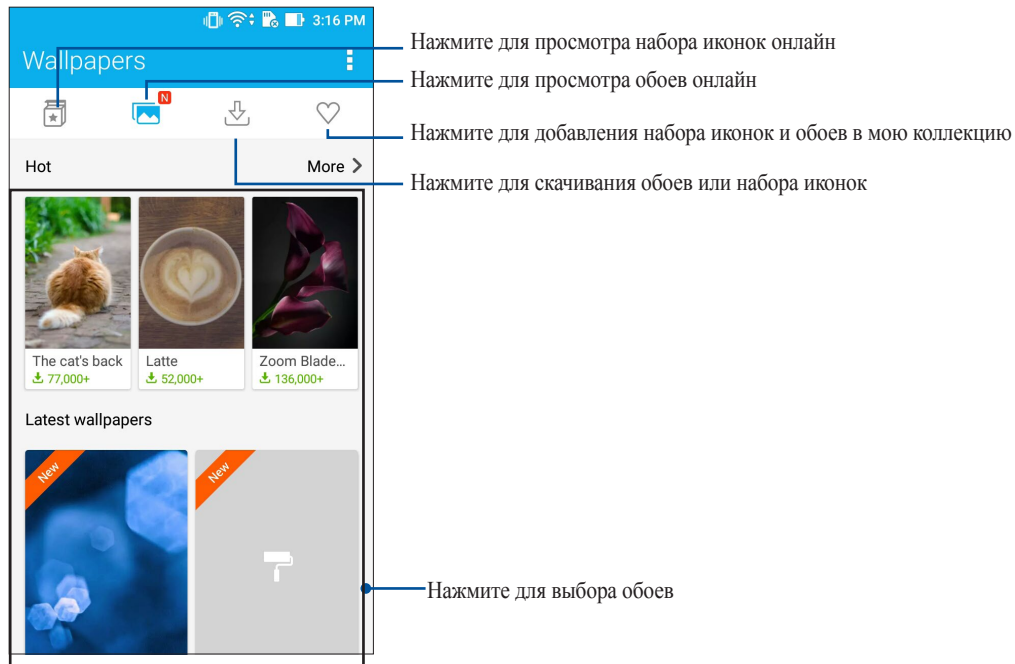 3:16 PM
Wallpapers
Нажмите для просмотра набора иконок онлайн
Нажмите для просмотра обоев онлайн
N
Нажмите для добавления набора иконок и обоев в мою коллекцию
Hot
More
Нажмите для скачивания обоев или набора иконок
The cat's back
77,000+
Latte
52,000+
Zoom Blade...
136,000+
Latest wallpapers
New
New
Нажмите для выбора обоев